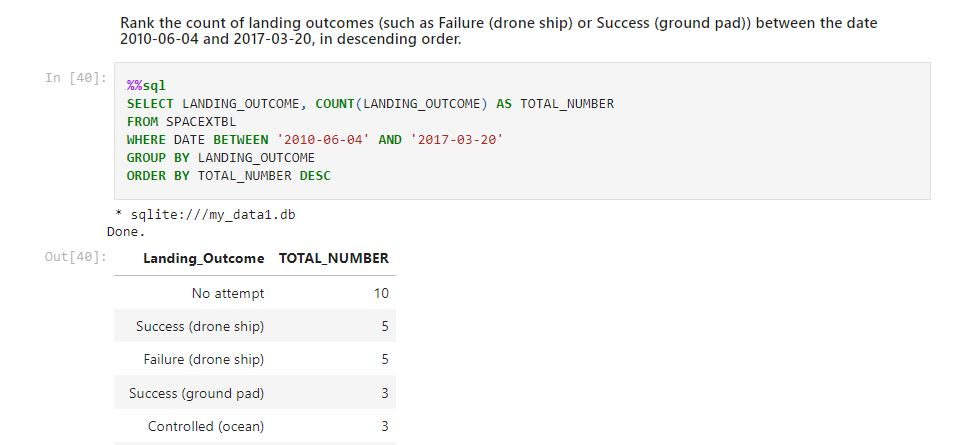 Rank the count of landing outcomes (such as Failure (drone ship) or Success (ground pad)) between the date
2010-06-04 and 2017-03-20, in descending order.
In [40]:
%%sql
SELECT LANDING_OUTCOME, COUNT(LANDING_OUTCOME) AS TOTAL_NUMBER
FROM SPACEXTBL
WHERE DATE BETWEEN '2010-06-04' AND '2017-03-20'
GROUP BY LANDING_OUTCOME
ORDER BY TOTAL_NUMBER DESC
* sqlite:///my_data1.db
Done.
Out[40]:
Landing_Outcome TOTAL_NUMBER
No attempt 10
Success (drone ship) 5
Failure (drone ship) 5
Success (ground pad) 3
Controlled (ocean) 3